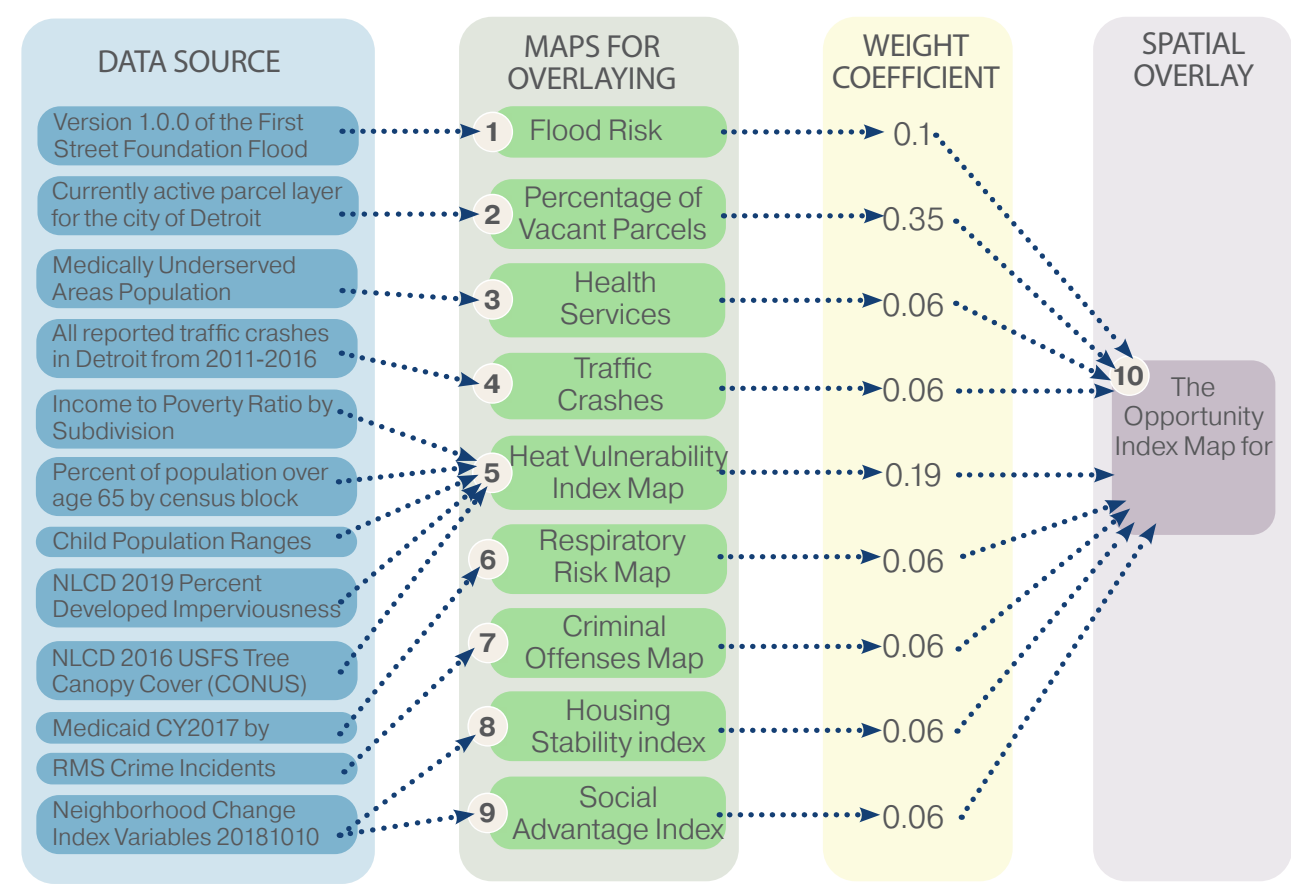 DATA SOURCE
Version 1.0.0 of the First
Street Foundation Flood
Currently active parcel layer
for the city of Detroit
Medically Underserved
Areas Population
All reported traffic crashes
in Detroit from 2011-2016
Income to Poverty Ratio by
Subdivision
Percent of population over
age 65 by census block
Child Population Ranges
NLCD 2019 Percent
Developed Imperviousness
NLCD 2016 USFS Tree
Canopy Cover (CONUS)
Medicaid CY2017 by
RMS Crime Incidents
Neighborhood Change
Index Variables 20181010
MAPS FOR
OVERLAYING
1 Flood Risk
2 Percentage of
Vacant Parcels
3 Health
Services
4 Traffic
Crashes
5 Heat Vulnerability
Index Map
6 Respiratory
Risk Map
7 Criminal
Offenses Map
8 Housing
Stability index
9 Social
Advantage Index
WEIGHT
COEFFICIENT
0.1
0.35
0.06
0.06
0.19
0.06
0.06
0.06
0.06
SPATIAL
OVERLAY
10
The
Opportunity
Index Map for